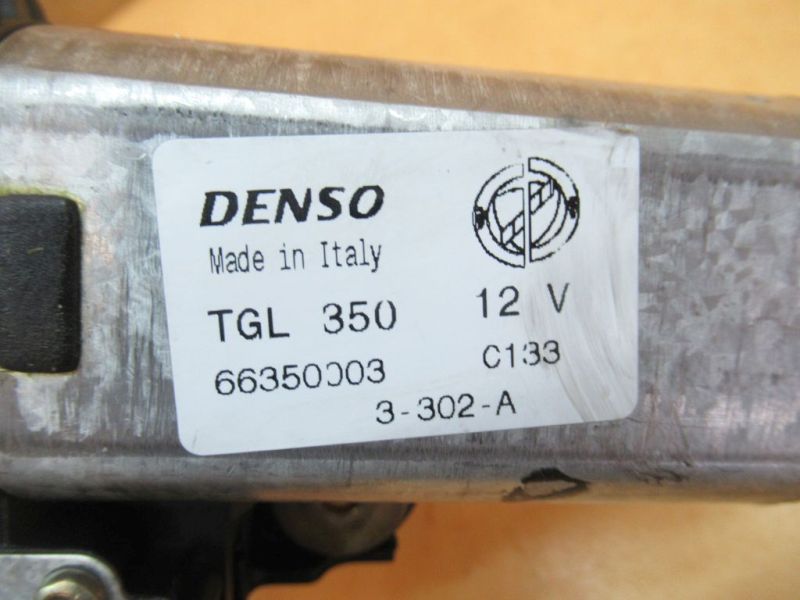 DENSO
Made in Italy
TGL 350 12 V
66350003 C133
3-302-A